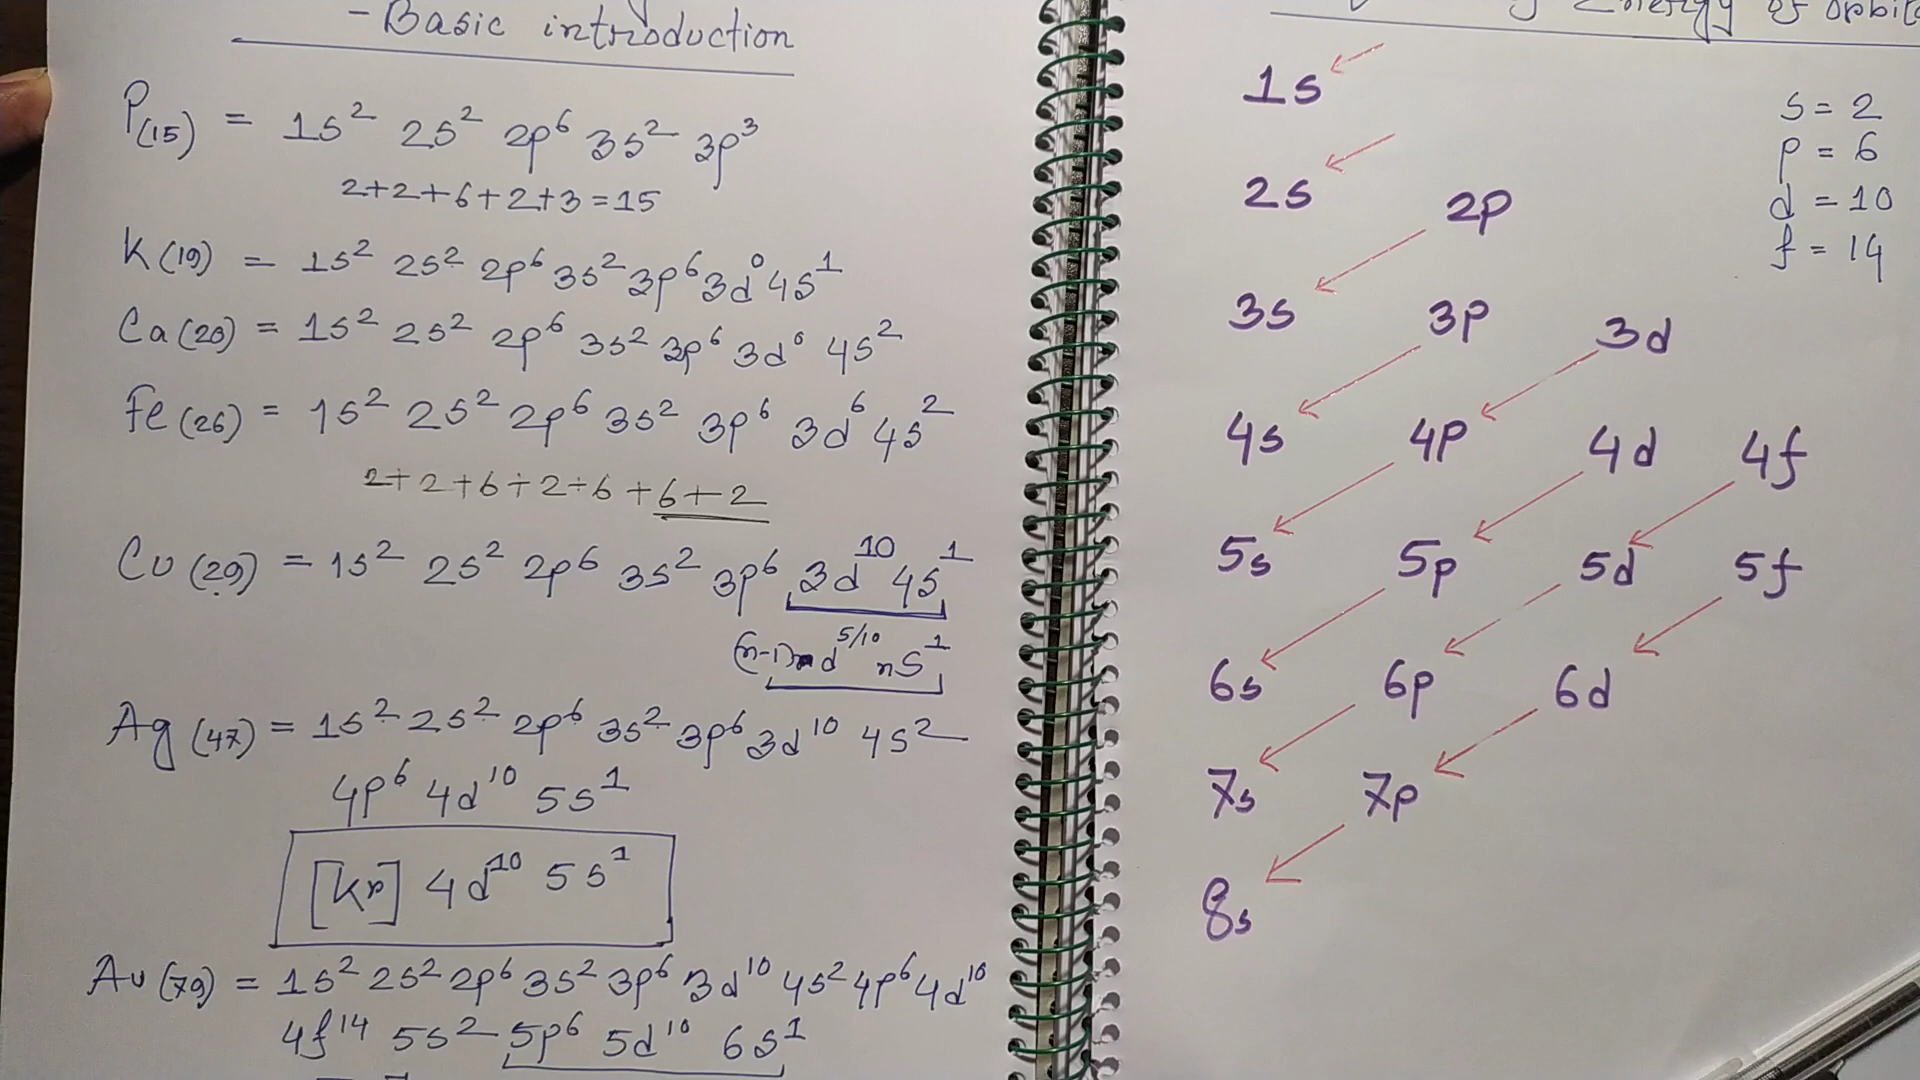 - Basic introduction
P(15) = 1s² 2s² 2p⁶ 3s² 3p³
2+2+6+2+3=15
K(19) = 1s² 2s² 2p⁶ 3s² 3p⁶ 3d⁰ 4s¹
Ca(20) = 1s² 2s² 2p⁶ 3s² 3p⁶ 3d⁰ 4s²
Fe(26) = 1s² 2s² 2p⁶ 3s² 3p⁶ 3d⁶ 4s²
2+2+6+2+6+6+2
Cu(29) = 1s² 2s² 2p⁶ 3s² 3p⁶ 3d¹⁰ 4s¹
(n-1)d⁵/¹⁰ ns¹
Ag(47) = 1s² 2s² 2p⁶ 3s² 3p⁶ 3d¹⁰ 4s²
4p⁶ 4d¹⁰ 5s¹
[Kr] 4d¹⁰ 5s¹
Au(79) = 1s² 2s² 2p⁶ 3s² 3p⁶ 3d¹⁰ 4s² 4p⁶ 4d¹⁰
4f¹⁴ 5s² 5p⁶ 5d¹⁰ 6s¹
Energy of
1s
2s 2p
3s 3p 3d
4s 4p 4d 4f
5s 5p 5d 5f
6s 6p 6d
7s 7p
8s
s = 2
p = 6
d = 10
f = 14